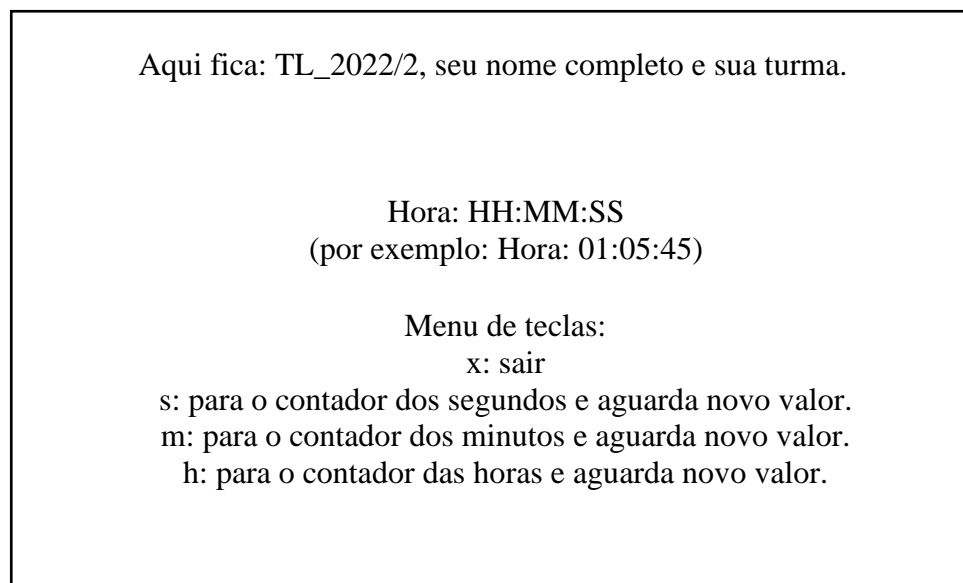 Aqui fica: TL_2022/2, seu nome completo e sua turma.
Hora: HH:MM:SS
(por exemplo: Hora: 01:05:45)
Menu de teclas:
x: sair
s: para o contador dos segundos e aguarda novo valor.
m: para o contador dos minutos e aguarda novo valor.
h: para o contador das horas e aguarda novo valor.